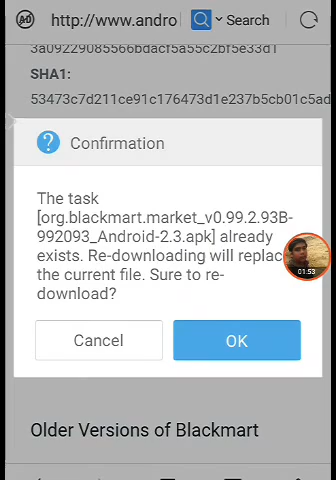 Ad http://www.andro Search
3a09229085566bdacf5a55c2bf5e33d1
SHA1:
53473c7d211ce91c176473d1e237b5cb01c5ad
Confirmation
The task
[org.blackmart.market_v0.99.2.93B-
992093_Android-2.3.apk] already
exists. Re-downloading will replac
the current file. Sure to re-
download?
01:53
Cancel OK
Older Versions of Blackmart